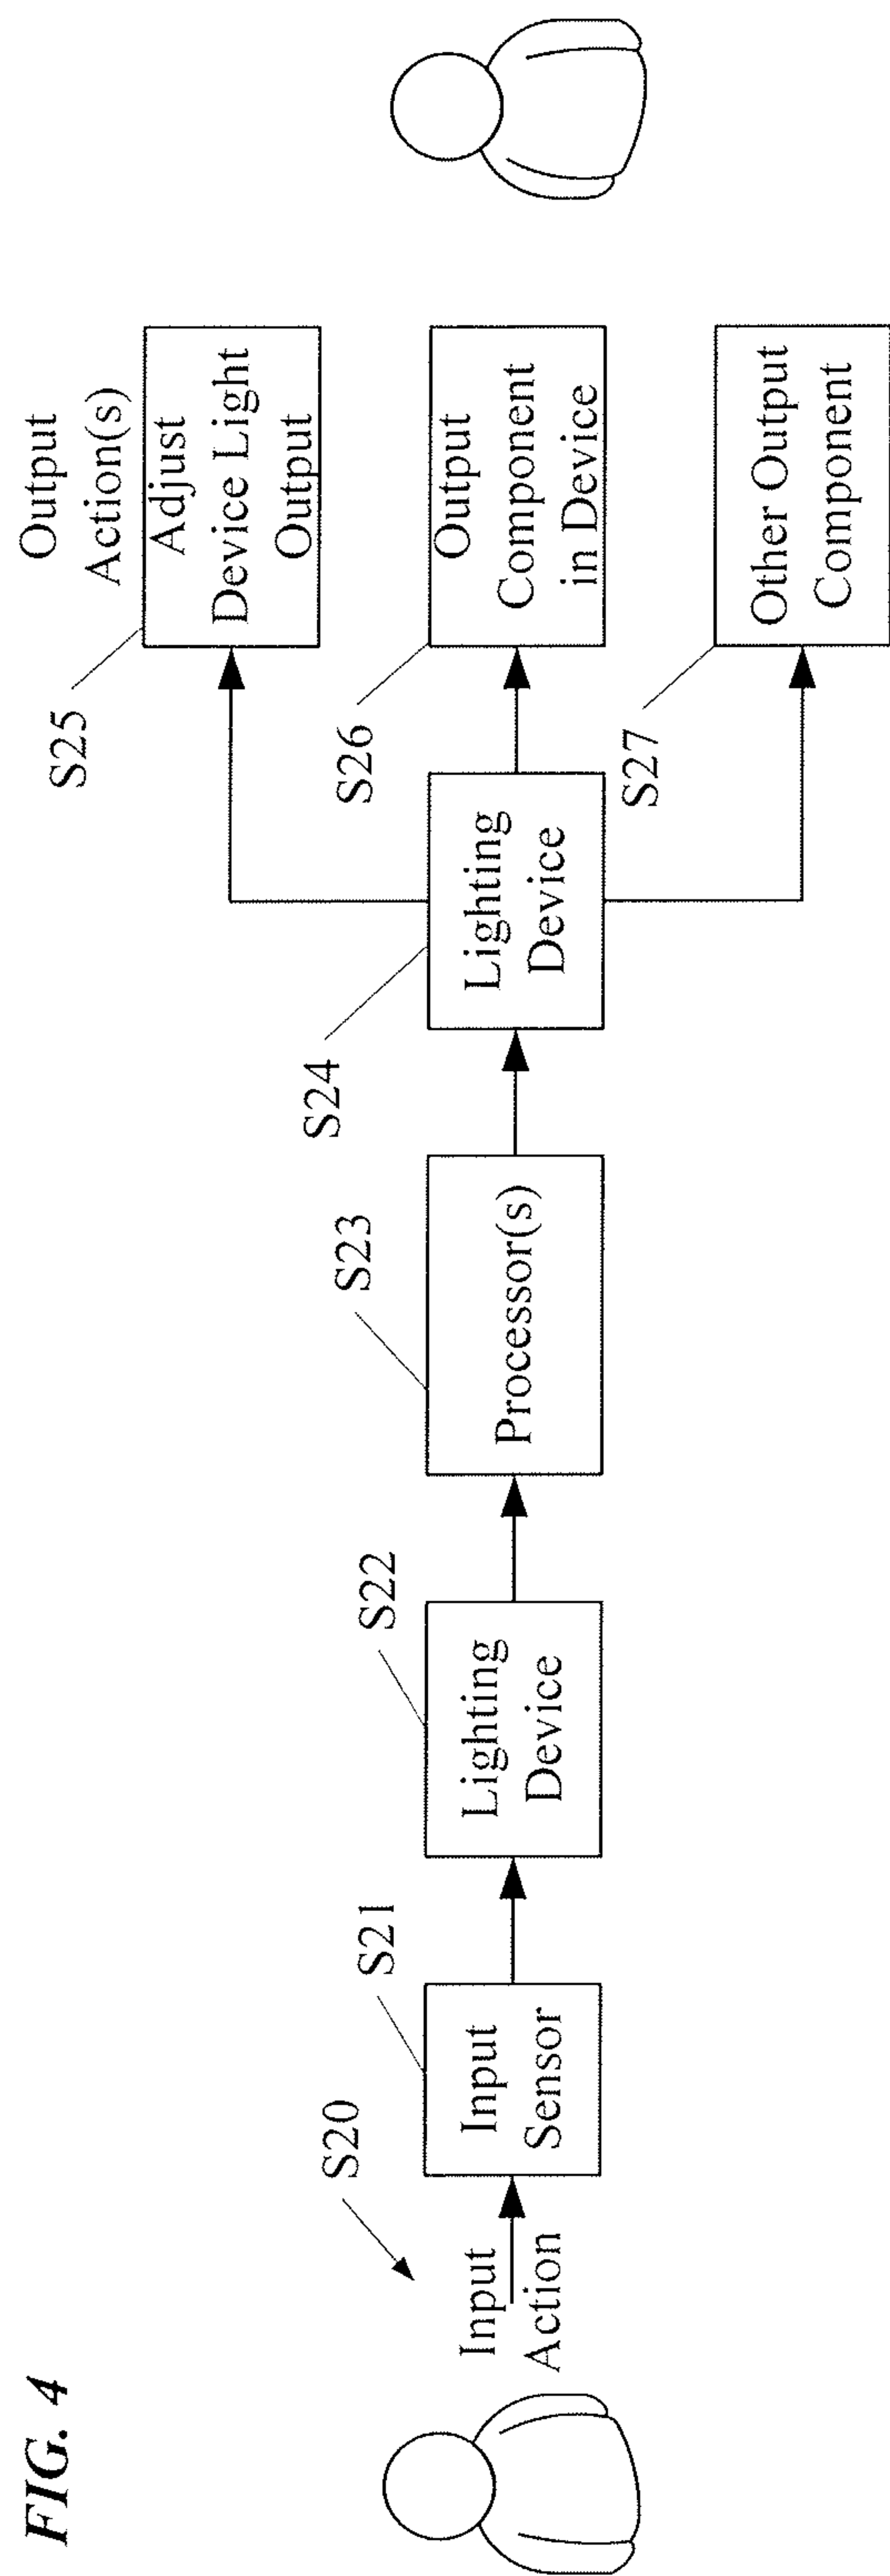 FIG. 4
S20
Input
Action
S21
Input
Sensor
S22
Lighting
Device
S23
Processor(s)
S24
Lighting
Device
Output
Action(s)
S25
Adjust
Device Light
Output
S26
Output
Component
in Device
S27
Other Output
Component